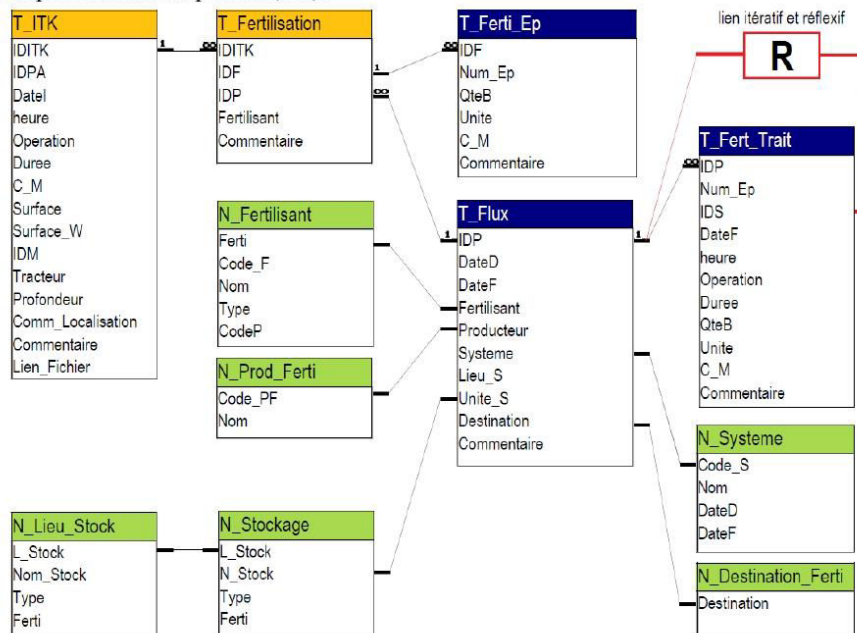 lien itératif et réflexif
R
T_ITK
IDITK
IDPA
DateI
heure
Operation
Duree
C_M
Surface
Surface_W
IDM
Tracteur
Profondeur
Comm_Localisation
Commentaire
Lien_Fichier
T_Fertilisation
IDITK
IDF
IDP
Fertilisant
Commentaire
T_Ferti_Ep
IDF
Num_Ep
QteB
Unite
C_M
Commentaire
T_Fert_Trait
IDP
Num_Ep
IDS
DateF
heure
Operation
Duree
QteB
Unite
C_M
Commentaire
N_Fertilisant
Ferti
Code_F
Nom
Type
CodeP
T_Flux
IDP
DateD
DateF
Fertilisant
Producteur
Systeme
Lieu_S
Unite_S
Destination
Commentaire
N_Prod_Ferti
Code_PF
Nom
N_Systeme
Code_S
Nom
DateD
DateF
N_Lieu_Stock
L_Stock
Nom_Stock
Type
Ferti
N_Stockage
L_Stock
N_Stock
Type
Ferti
N_Destination_Ferti
Destination
1
∞
1
∞
∞
1
1
∞